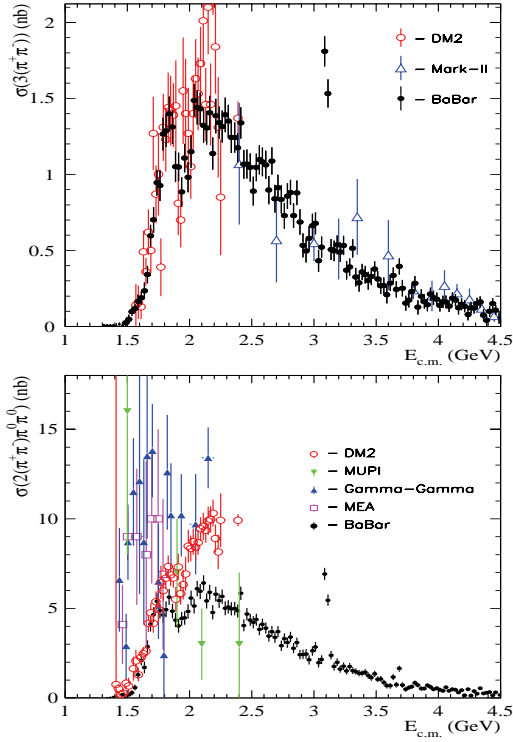 σ(3(π⁺π⁻)) (nb)
2
1.5
1
0.5
0
– DM2
– Mark–II
– BaBar
1 1.5 2 2.5 3 3.5 4 4.5
E c.m. (GeV)
σ(2(π⁺π⁻)π⁰π⁰) (nb)
15
10
5
0
– DM2
– MUPI
– Gamma–Gamma
– MEA
– BaBar
1 1.5 2 2.5 3 3.5 4 4.5
E c.m. (GeV)